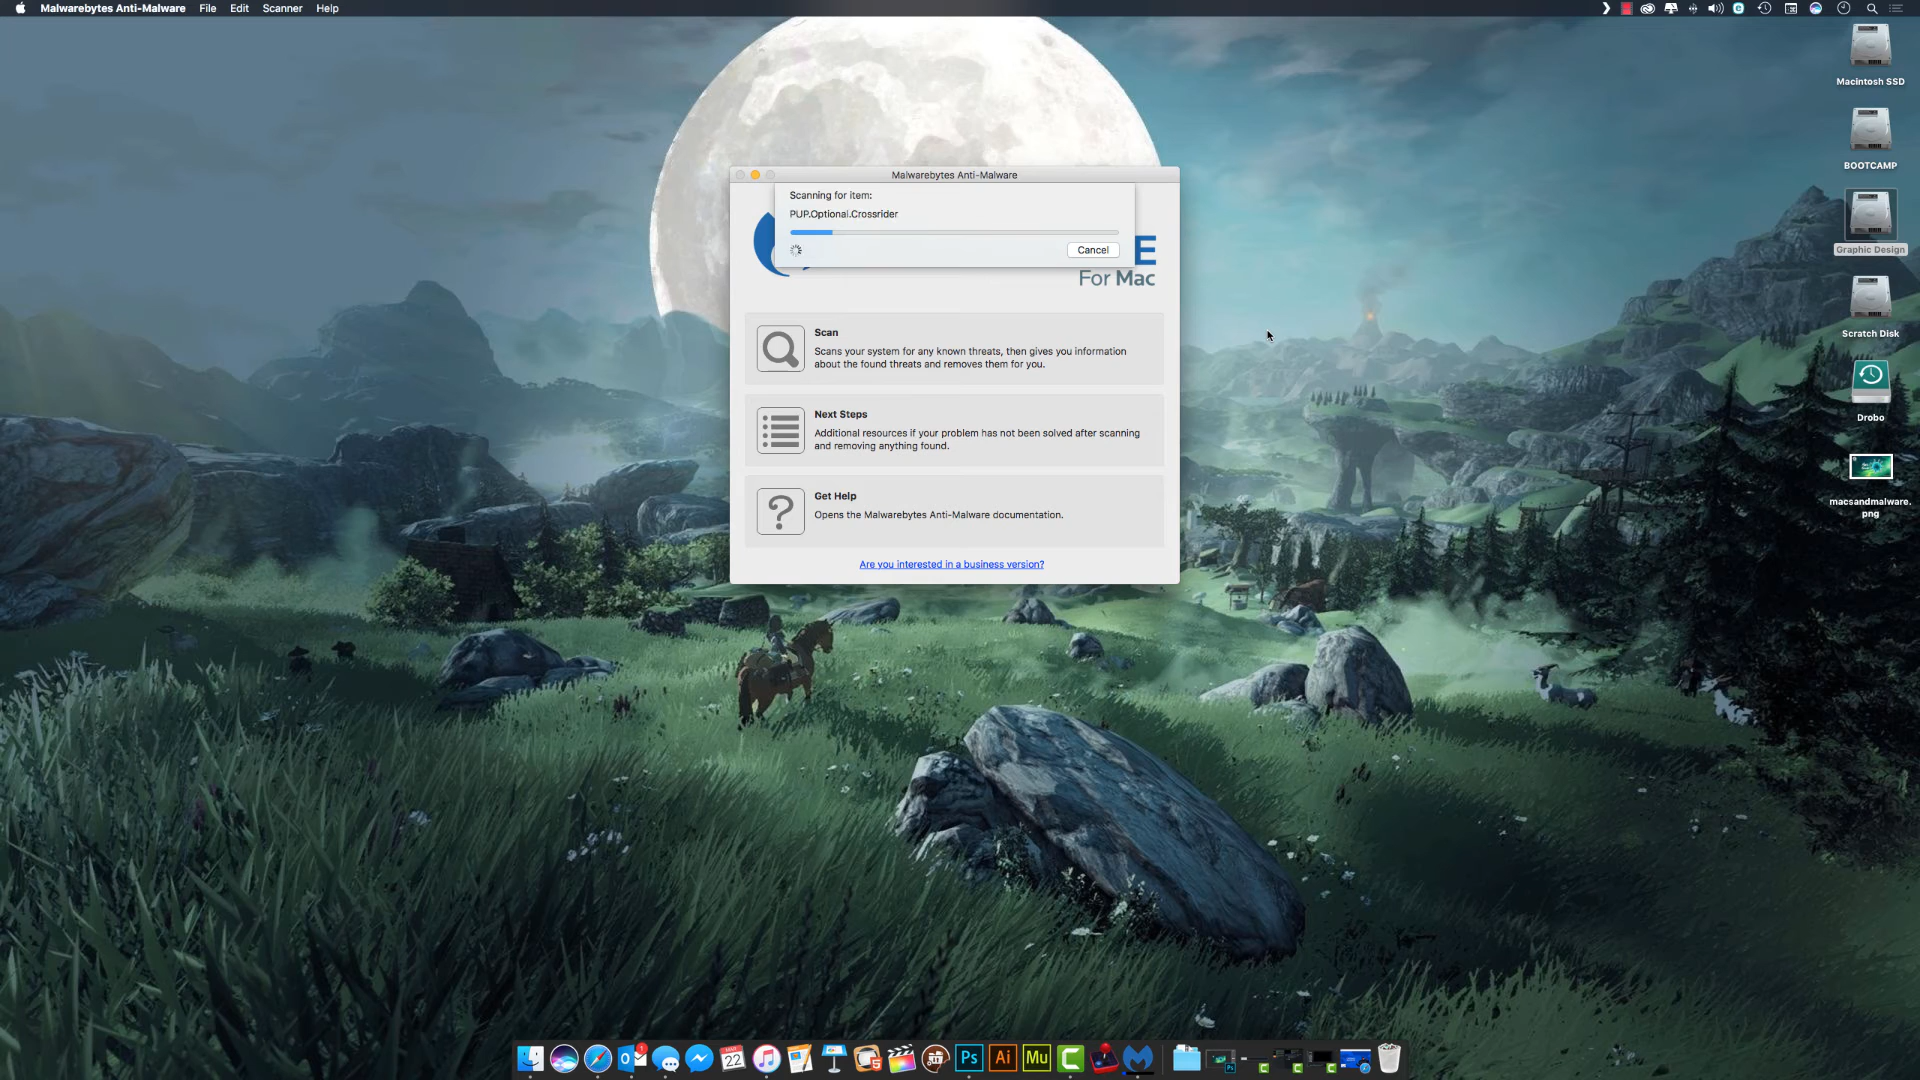 Malwarebytes Anti-Malware File Edit Scanner Help
Macintosh SSD
BOOTCAMP
Graphic Design
Scratch Disk
Drobo
macsandmalware.
png
Malwarebytes Anti-Malware
Scanning for item:
PUP.Optional.Crossrider
Cancel
E
For Mac
Scan
Scans your system for any known threats, then gives you information
about the found threats and removes them for you.
Next Steps
Additional resources if your problem has not been solved after scanning
and removing anything found.
?
Get Help
Opens the Malwarebytes Anti-Malware documentation.
Are you interested in a business version?
1
22
5
Ps
Ai
Mu